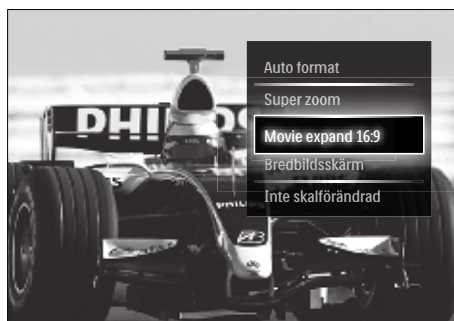 Auto format
Super zoom
Movie expand 16:9
Bredbildsskärm
Inte skalförändrad
PHILIPS